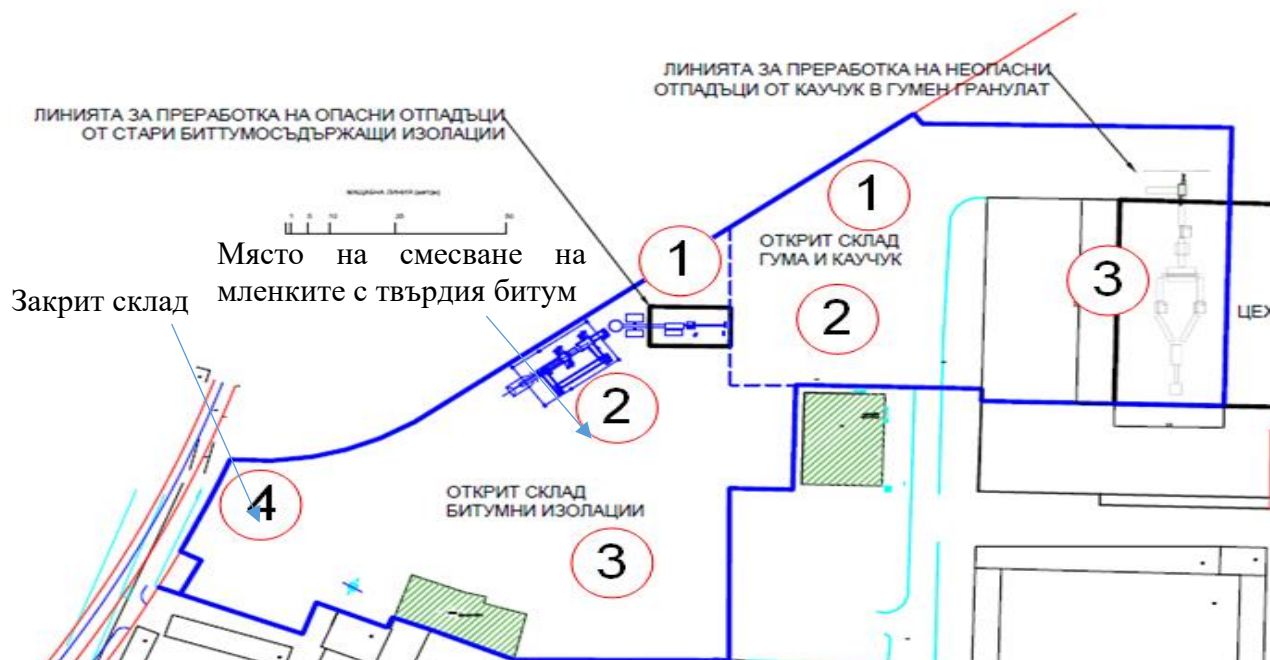 ЛИНИЯТА ЗА ПРЕРАБОТКА НА НЕОПАСНИ
ОТПАДЪЦИ ОТ КАУЧУК В ГУМЕН ГРАНУЛАТ
ЛИНИЯТА ЗА ПРЕРАБОТКА НА ОПАСНИ ОТПАДЪЦИ
ОТ СТАРИ БИТТУМОСЪДЪРЖАЩИ ИЗОЛАЦИИ
1
ОТКРИТ СКЛАД
ГУМА И КАУЧУК
1
Място на смесване на
мленките с твърдия битум
Закрит склад
3
2
ЦЕХ
2
4
ОТКРИТ СКЛАД
БИТУМНИ ИЗОЛАЦИИ
3